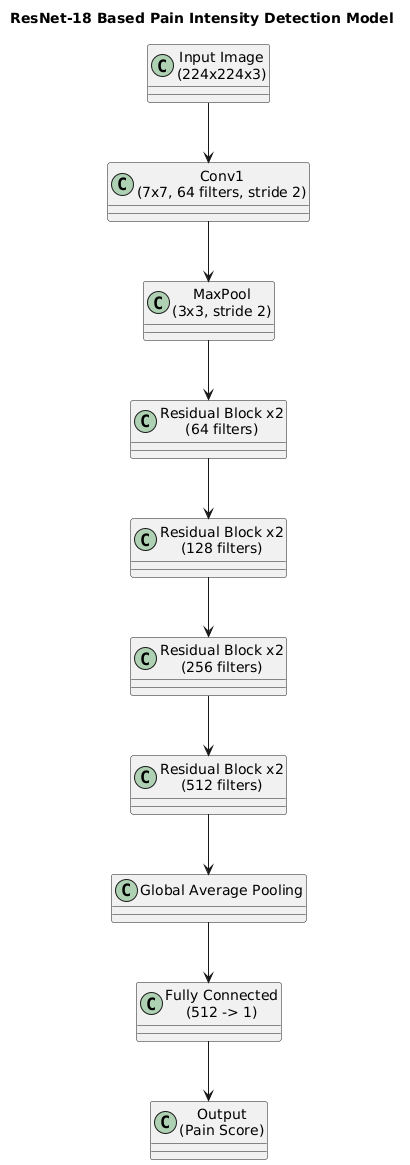 ResNet-18 Based Pain Intensity Detection Model
C
Input Image
(224x224x3)
C
Conv1
(7x7, 64 filters, stride 2)
C
MaxPool
(3x3, stride 2)
C
Residual Block x2
(64 filters)
C
Residual Block x2
(128 filters)
C
Residual Block x2
(256 filters)
C
Residual Block x2
(512 filters)
C
Global Average Pooling
C
Fully Connected
(512 -> 1)
C
Output
(Pain Score)